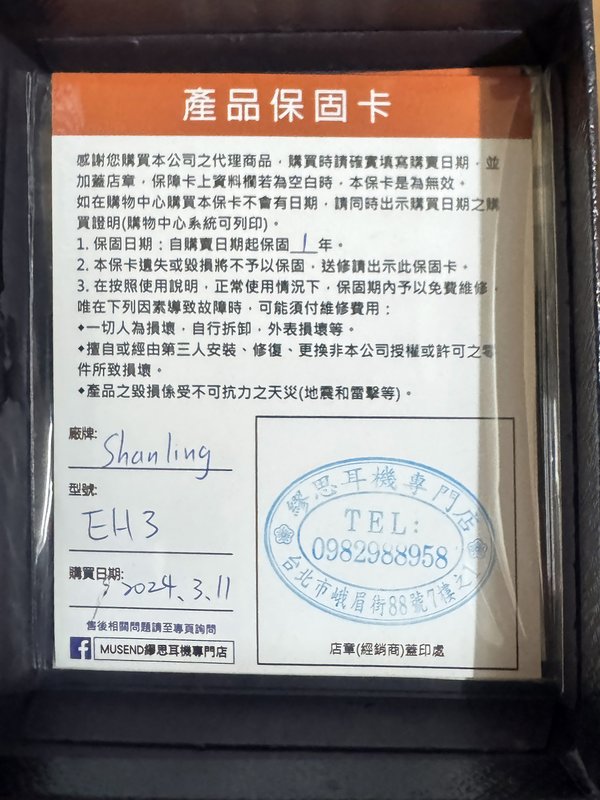 產品保固卡
感謝您購買本公司之代理商品，購買時請確實填寫購賣日期，並
加蓋店章，保障卡上資料欄若為空白時，本保卡是為無效。
如在購物中心購買本保卡不會有日期，請同時出示購買日期之購
買證明(購物中心系統可列印)。
1. 保固日期：自購賣日期起保固 1 年。
2. 本保卡遺失或毀損將不予以保固，送修請出示此保固卡。
3. 在按照使用說明，正常使用情況下，保固期內予以免費維修，
唯在下列因素導致故障時，可能須付維修費用：
◆一切人為損壞，自行拆卸，外表損壞等。
◆擅自或經由第三人安裝、修復、更換非本公司授權或許可之零
件所致損壞。
◆產品之毀損係受不可抗力之天災(地震和雷擊等)。
廠牌:
Shanling
型號:
EH3
購買日期:
2024.3.11
售後相關問題請至專頁詢問
f MUSEND繆思耳機專門店
繆思耳機專門店
TEL:
0982988958
台北市峨眉街88號7樓之1
店章(經銷商)蓋印處